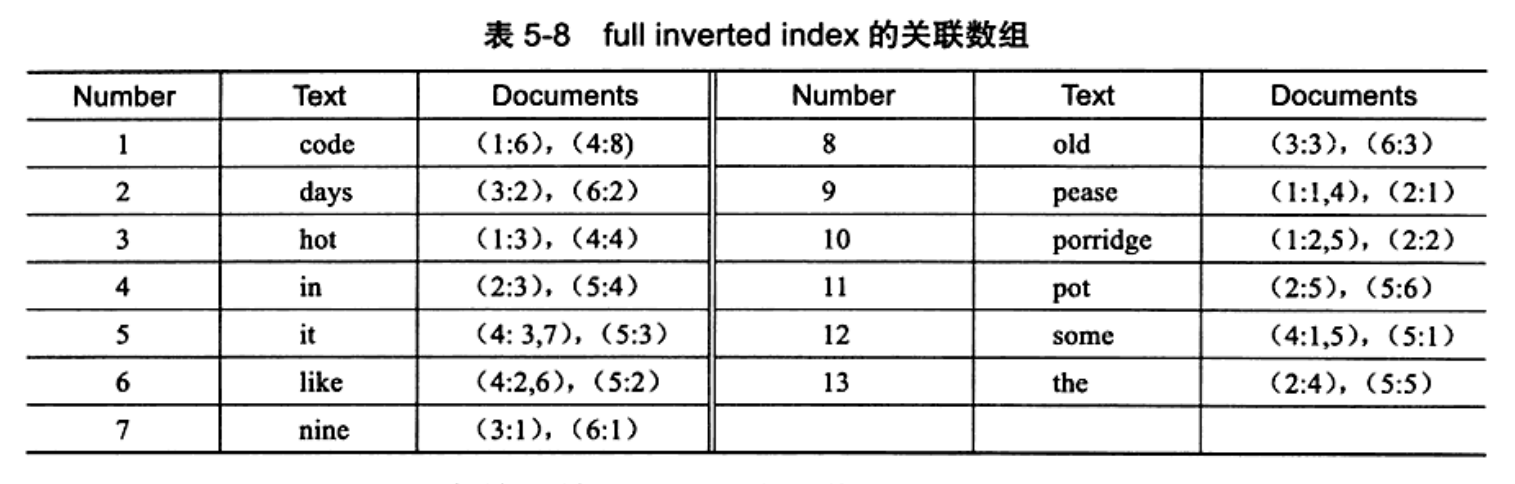 表 5-8 full inverted index 的关联数组
Number Text Documents Number Text Documents
1 code (1:6), (4:8) 8 old (3:3), (6:3)
2 days (3:2), (6:2) 9 pease (1:1,4), (2:1)
3 hot (1:3), (4:4) 10 porridge (1:2,5), (2:2)
4 in (2:3), (5:4) 11 pot (2:5), (5:6)
5 it (4: 3,7), (5:3) 12 some (4:1,5), (5:1)
6 like (4:2,6), (5:2) 13 the (2:4), (5:5)
7 nine (3:1), (6:1)